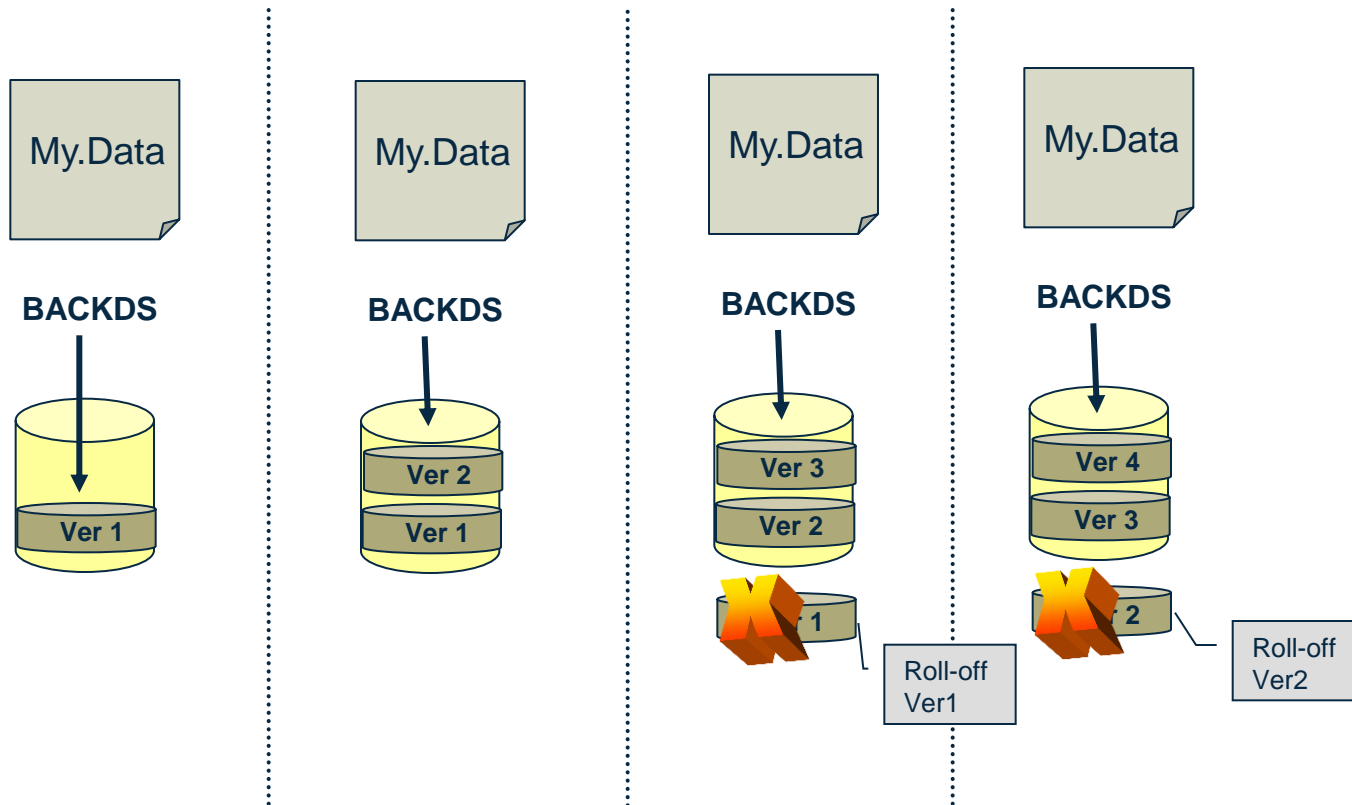 My.Data
BACKDS
Ver 1
My.Data
BACKDS
Ver 2
Ver 1
My.Data
BACKDS
Ver 3
Ver 2
1
Roll-off
Ver1
My.Data
BACKDS
Ver 4
Ver 3
2
Roll-off
Ver2